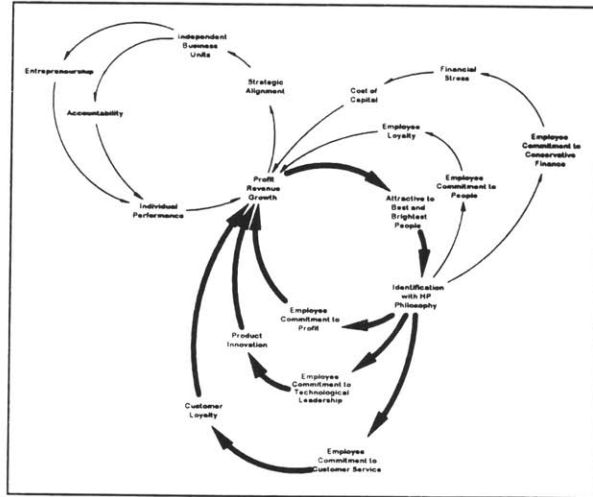 Independent
Business
Units
Entrepreneurship
Accountability
Strategic
Alignment
Individual
Performance
Profit
Revenue
Growth
Cost of
Capital
Financial
Stress
Employee
Loyalty
Employee
Commitment to
Conservative
Finance
Employee
Commitment to
People
Attractive to
Best and
Brightest
People
Identification
with HP
Philosophy
Employee
Commitment to
Profit
Product
Innovation
Employee
Commitment to
Technological
Leadership
Customer
Loyalty
Employee
Commitment to
Customer Service